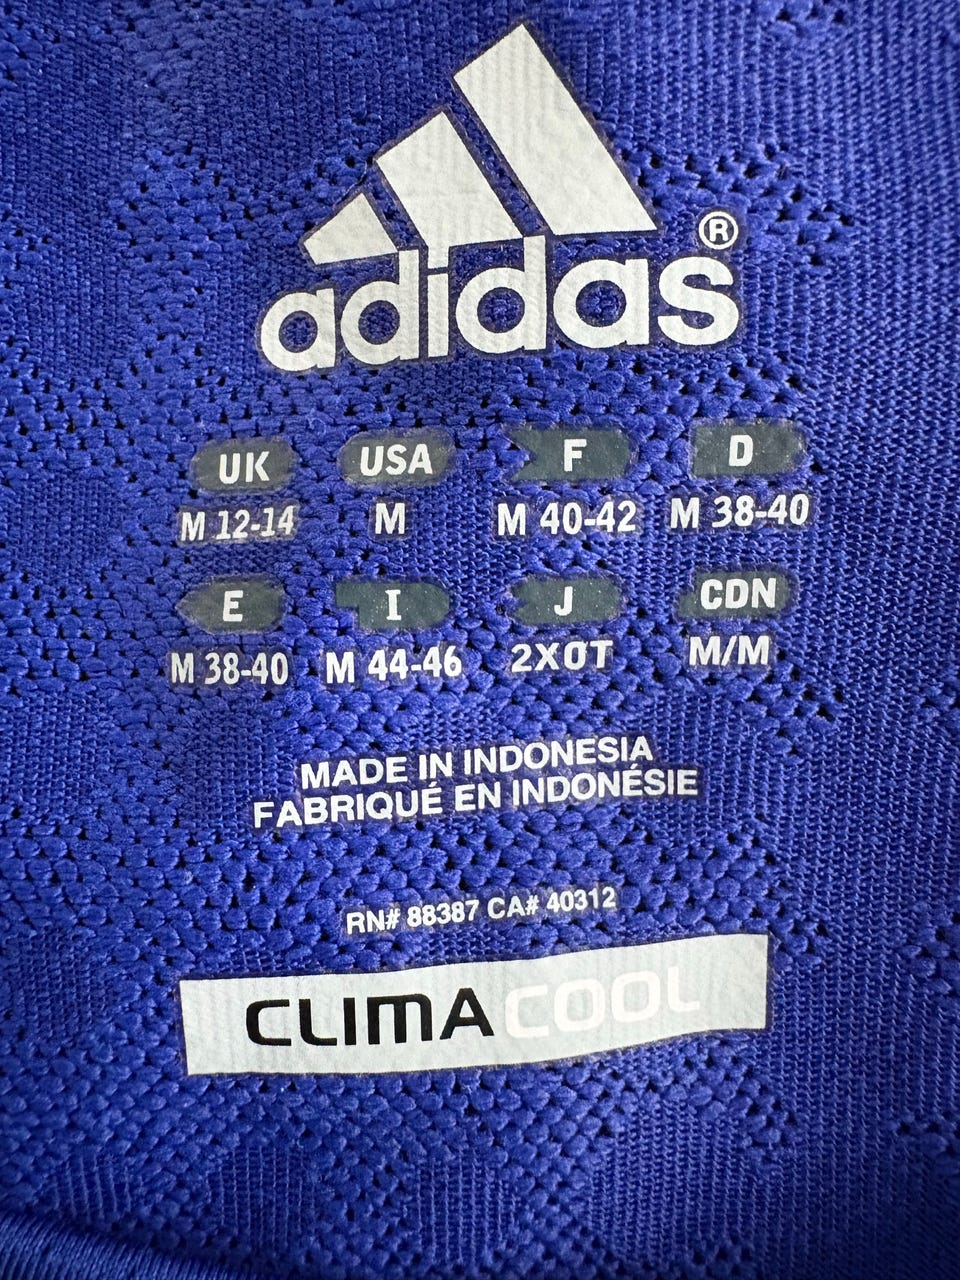 adidas®
UK USA F D
M 12-14 M M 40-42 M 38-40
E I J CDN
M 38-40 M 44-46 2XOT M/M
MADE IN INDONESIA
FABRIQUÉ EN INDONÉSIE
RN# 88387 CA# 40312
CLIMACOOL